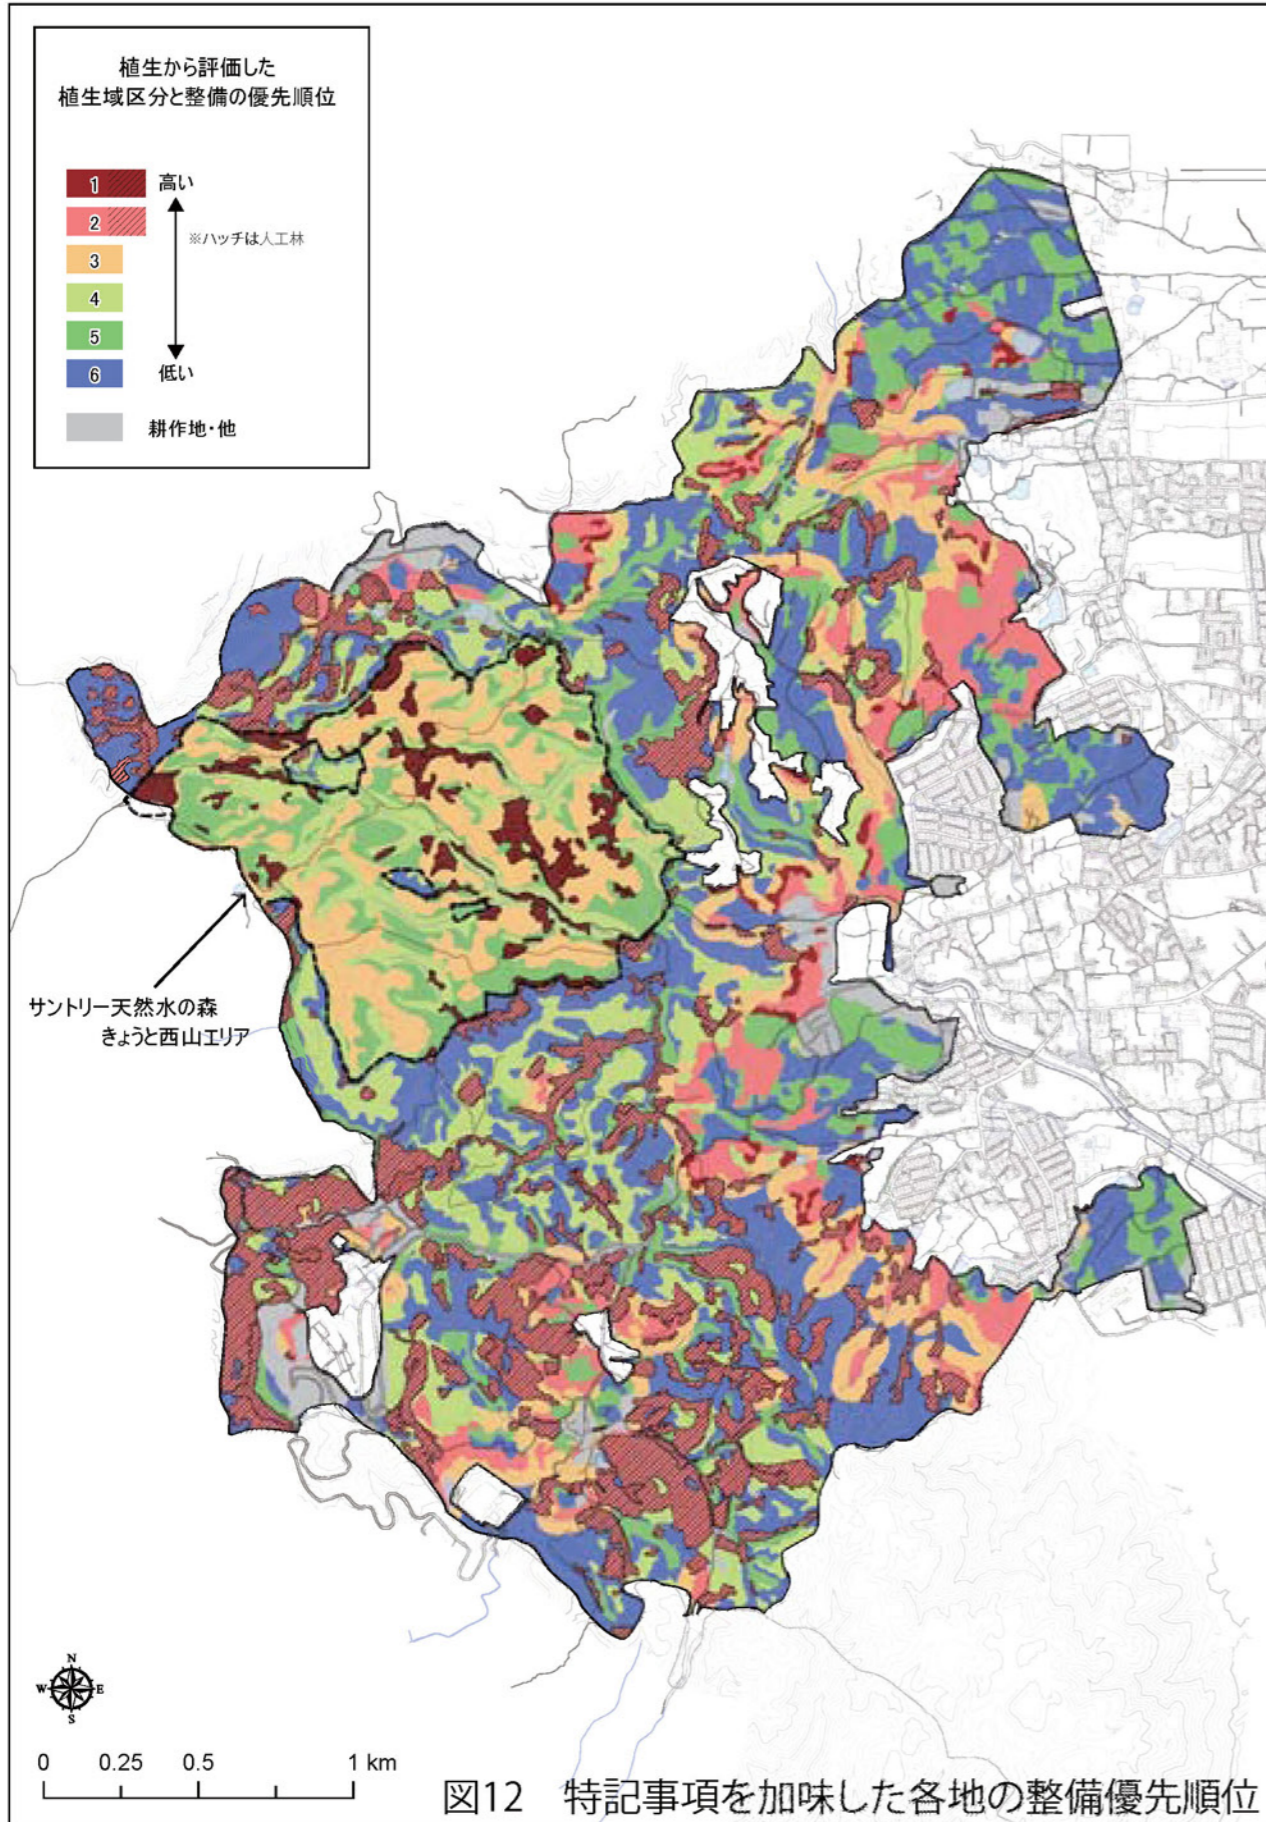 植生から評価した
植生域区分と整備の優先順位
1 高い
2
※ハッチは人工林
3
4
5
6 低い
耕作地・他
サントリー天然水の森
きょうと西山エリア
N
W E
S
0 0.25 0.5 1 km
図12 特記事項を加味した各地の整備優先順位